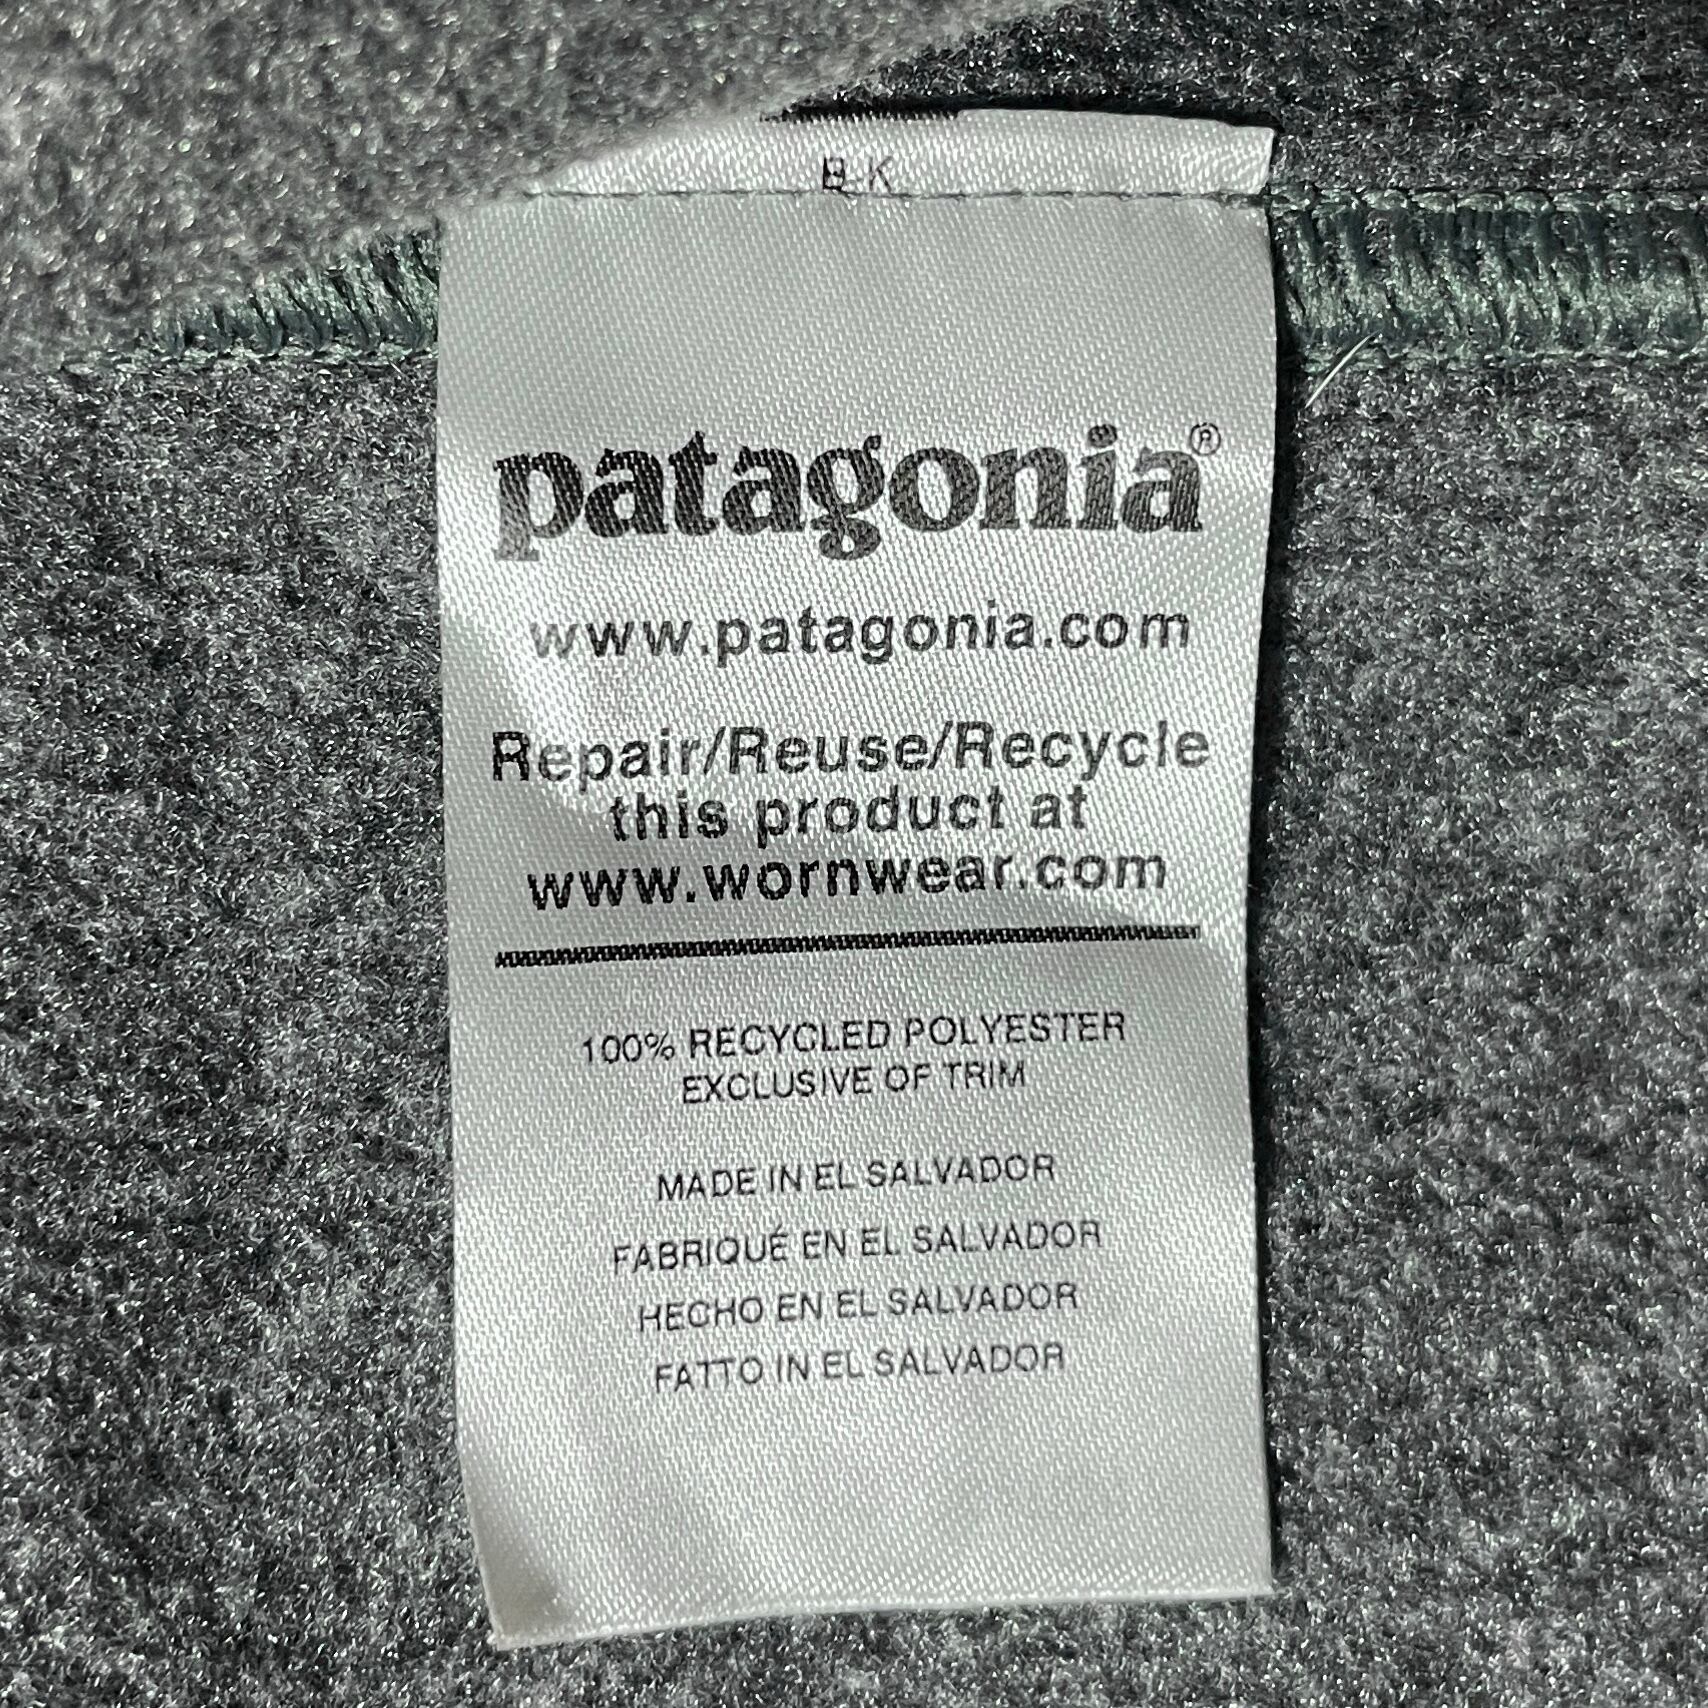 patagonia®
www.patagonia.com
Repair/Reuse/Recycle
this product at
www.wornwear.com
100% RECYCLED POLYESTER
EXCLUSIVE OF TRIM
MADE IN EL SALVADOR
FABRIQUÉ EN EL SALVADOR
HECHO EN EL SALVADOR
FATTO IN EL SALVADOR